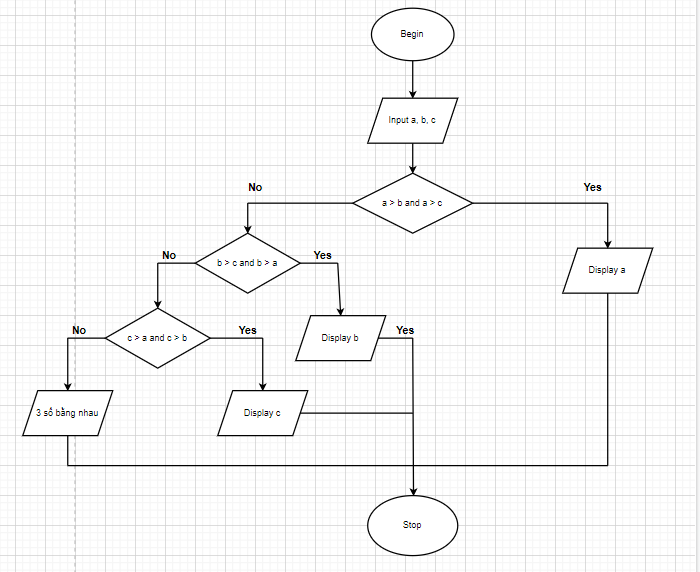 Begin
Input a, b, c
No
Yes
a > b and a > c
No
Yes
b > c and b > a
Display a
No
Yes
Yes
c > a and c > b
Display b
3 số bằng nhau
Display c
Stop